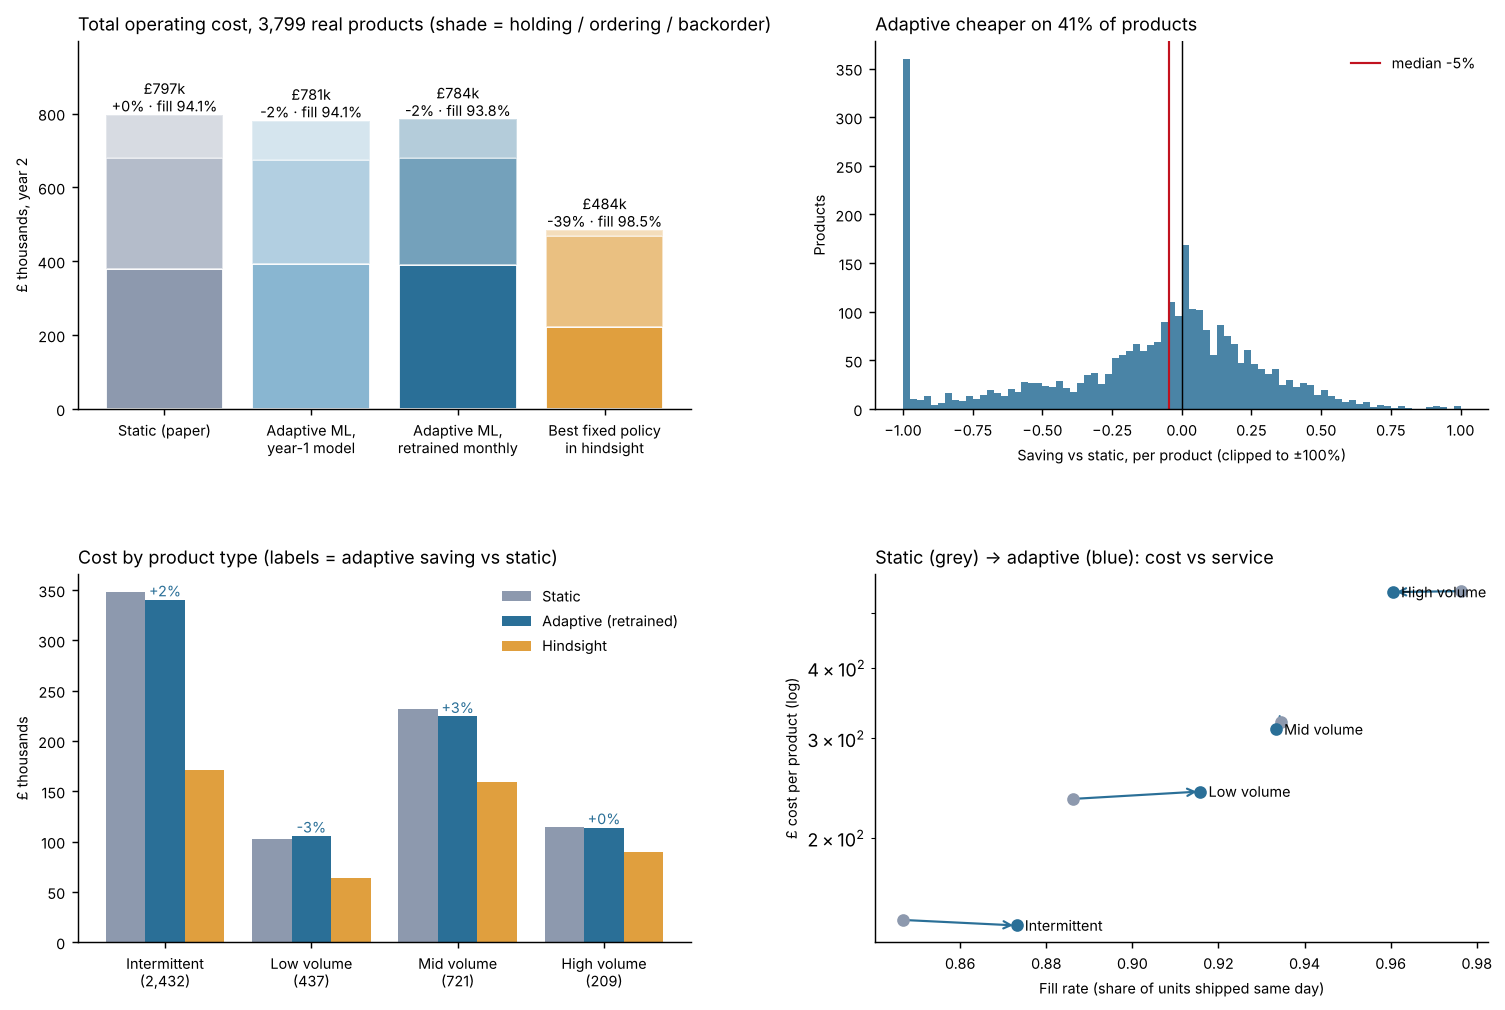 Total operating cost, 3,799 real products (shade = holding / ordering / backorder)
£ thousands, year 2
800
600
400
200
0
£797k
+0% · fill 94.1%
£781k
-2% · fill 94.1%
£784k
-2% · fill 93.8%
£484k
-39% · fill 98.5%
Static (paper)
Adaptive ML,
year-1 model
Adaptive ML,
retrained monthly
Best fixed policy
in hindsight
Adaptive cheaper on 41% of products
Products
350
300
250
200
150
100
50
0
median -5%
−1.00 −0.75 −0.50 −0.25 0.00 0.25 0.50 0.75 1.00
Saving vs static, per product (clipped to ±100%)
Cost by product type (labels = adaptive saving vs static)
£ thousands
350
300
250
200
150
100
50
0
+2%
-3%
+3%
+0%
Static
Adaptive (retrained)
Hindsight
Intermittent
(2,432)
Low volume
(437)
Mid volume
(721)
High volume
(209)
Static (grey) → adaptive (blue): cost vs service
£ cost per product (log)
4 × 10²
3 × 10²
2 × 10²
High volume
Mid volume
Low volume
Intermittent
0.86 0.88 0.90 0.92 0.94 0.96 0.98
Fill rate (share of units shipped same day)